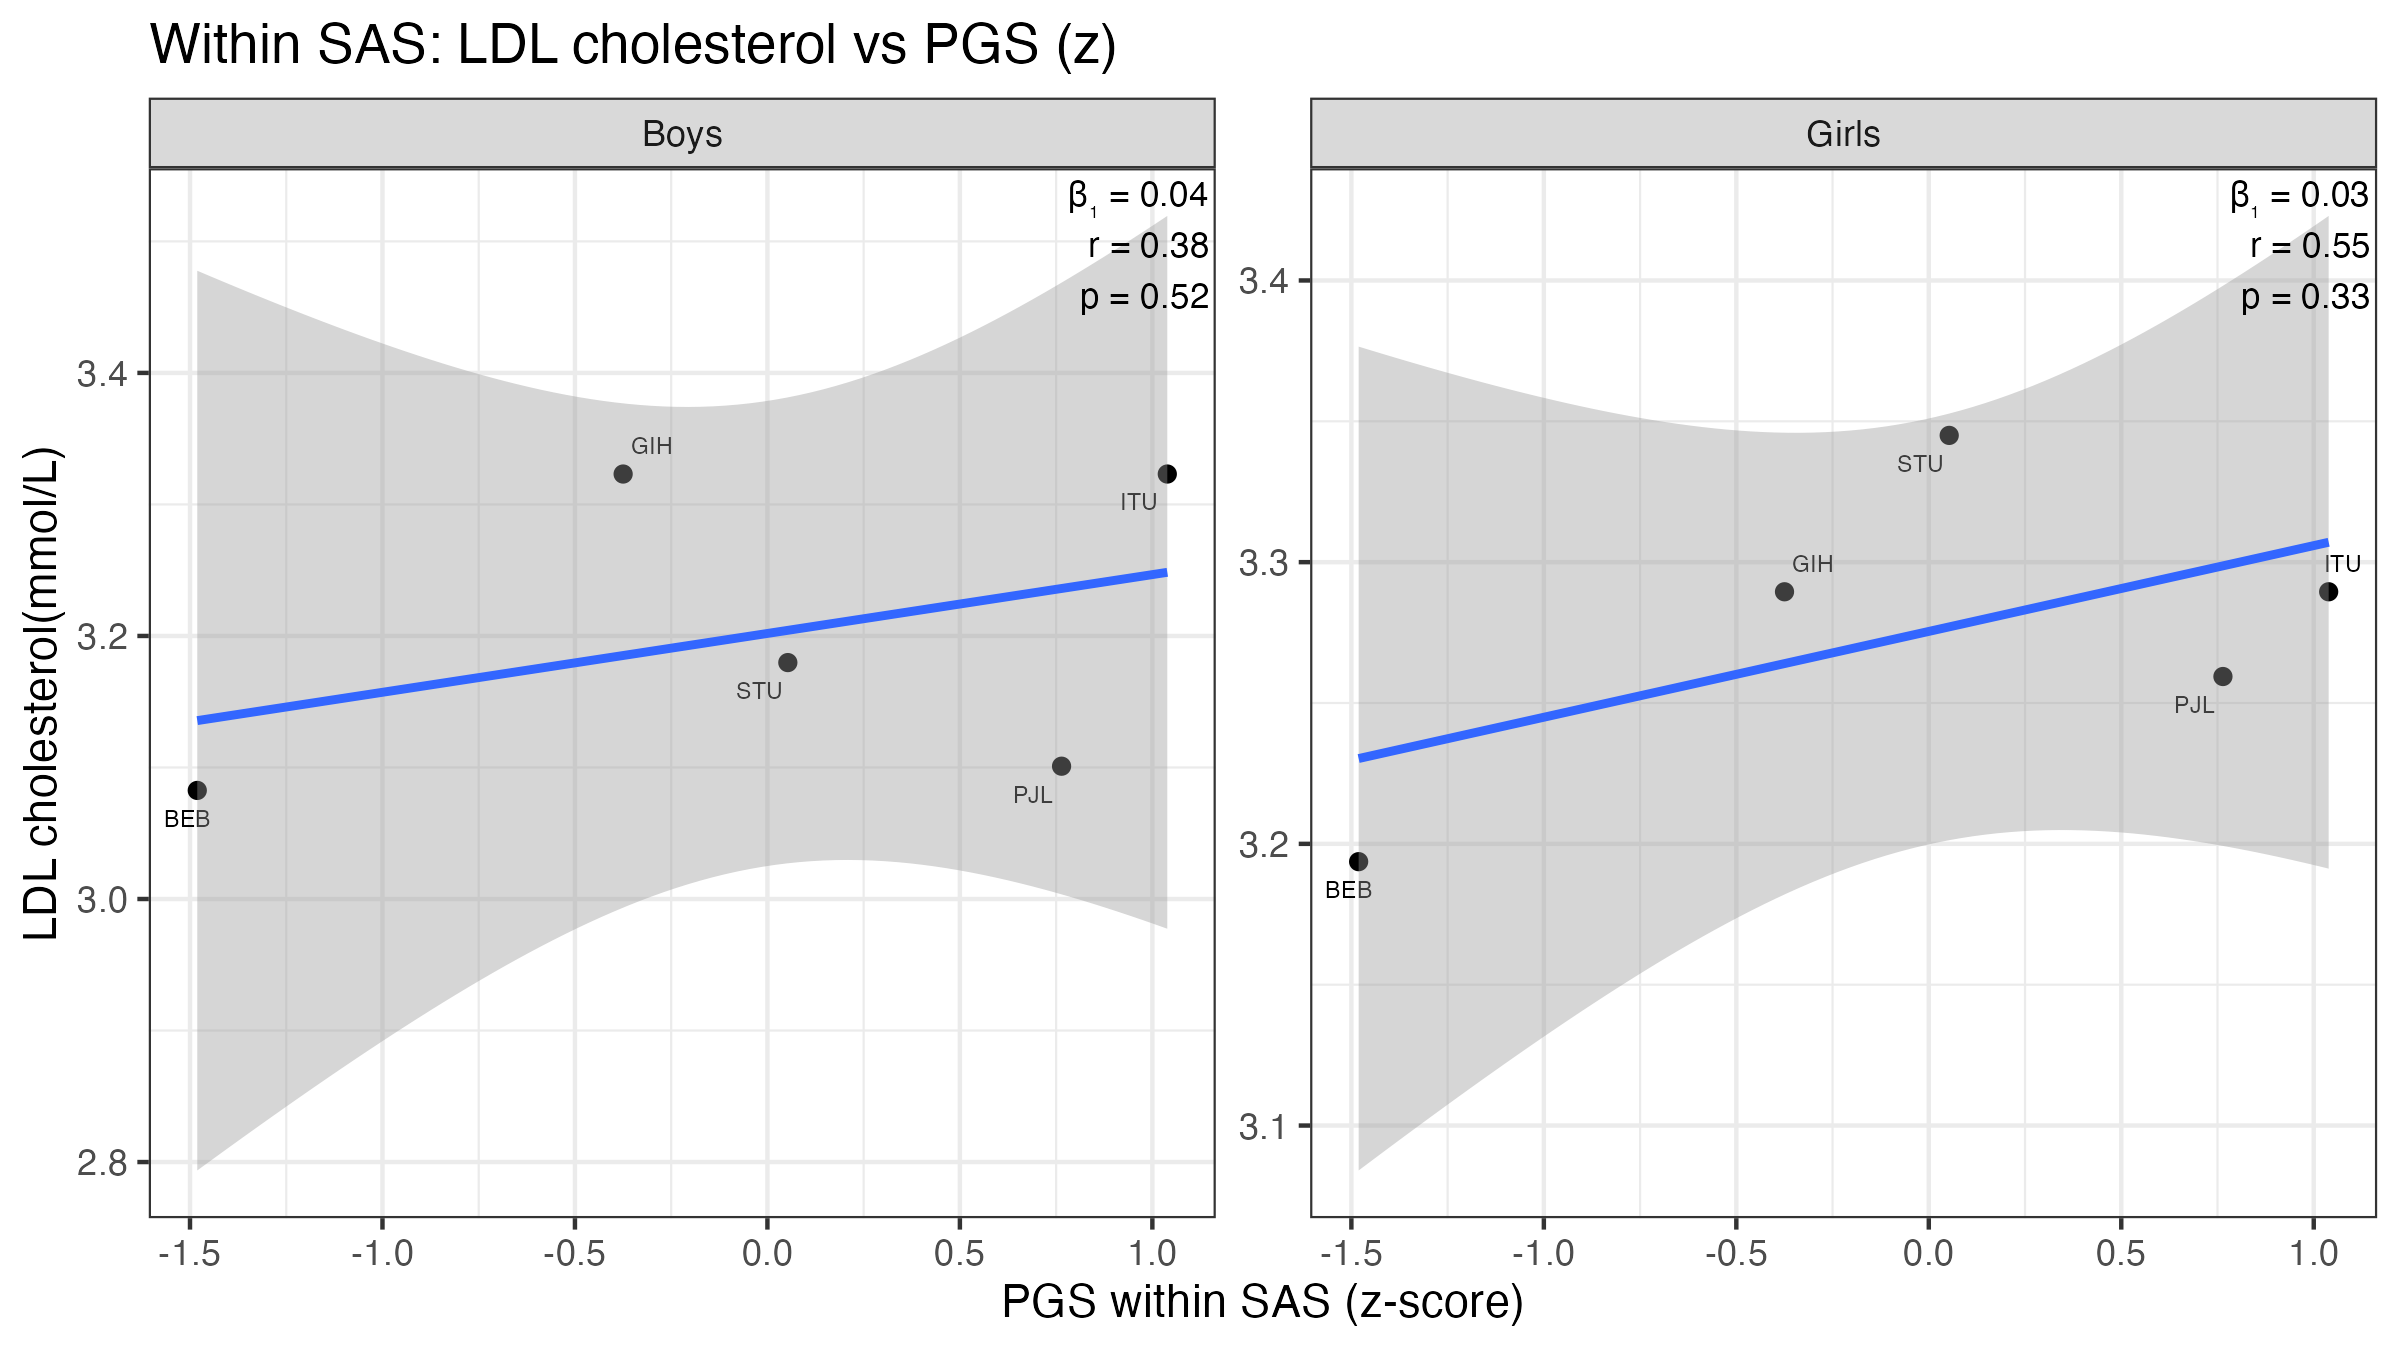 Within SAS: LDL cholesterol vs PGS (z)
Boys
Girls
LDL cholesterol(mmol/L)
3.4
3.2
3.0
2.8
β₁ = 0.04
r = 0.38
p = 0.52
GIH
ITU
STU
PJL
BEB
-1.5 -1.0 -0.5 0.0 0.5 1.0
3.4
3.3
3.2
3.1
β₁ = 0.03
r = 0.55
p = 0.33
STU
GIH
ITU
PJL
BEB
-1.5 -1.0 -0.5 0.0 0.5 1.0
PGS within SAS (z-score)